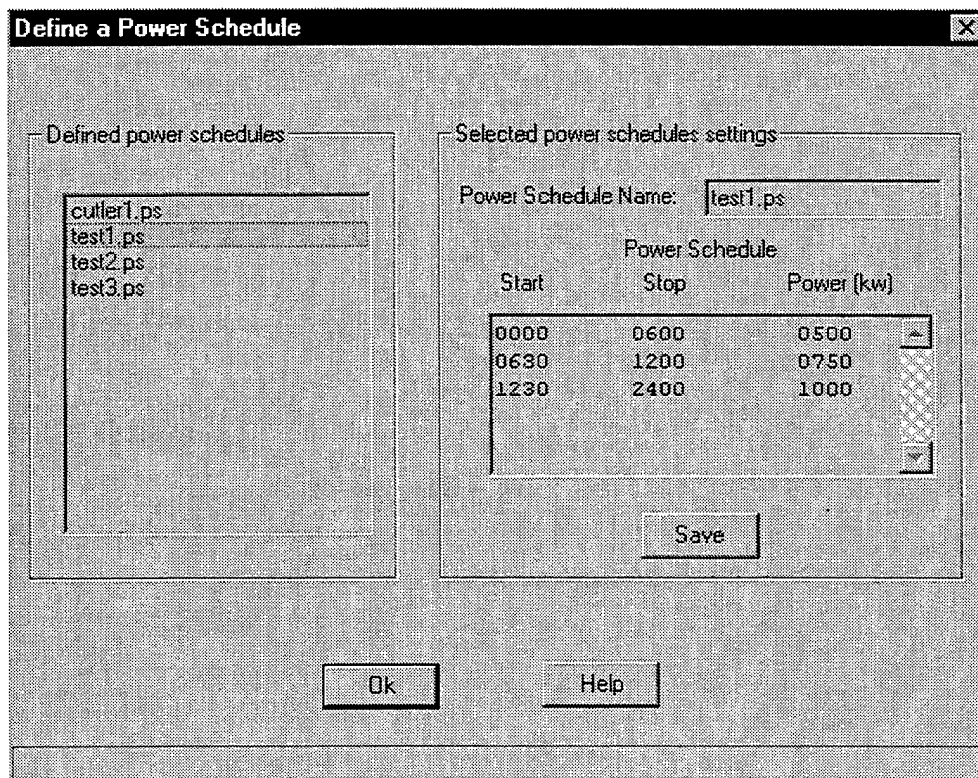 Define a Power Schedule
Defined power schedules
cutler1.ps
test1.ps
test2.ps
test3.ps
Selected power schedules settings
Power Schedule Name: test1.ps
Power Schedule
Start Stop Power (kw)
0000 0600 0500
0630 1200 0750
1230 2400 1000
Save
Ok Help